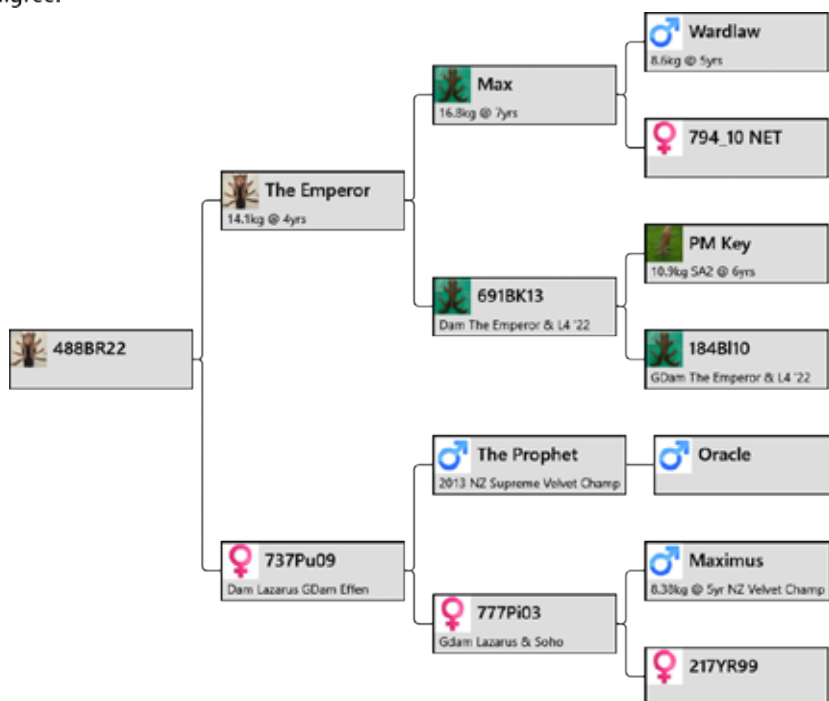 Wardlaw
8.6kg @ 5yrs
Max
16.8kg @ 7yrs
794_10 NET
The Emperor
14.1kg @ 4yrs
PM Key
10.9kg SA2 @ 6yrs
691BK13
Dam The Emperor & L4 '22
184Bl10
GDam The Emperor & L4 '22
488BR22
The Prophet
2013 NZ Supreme Velvet Champ
Oracle
737Pu09
Dam Lazarus GDam Effen
Maximus
8.38kg @ 5yr NZ Velvet Champ
777Pi03
Gdam Lazarus & Soho
217YR99